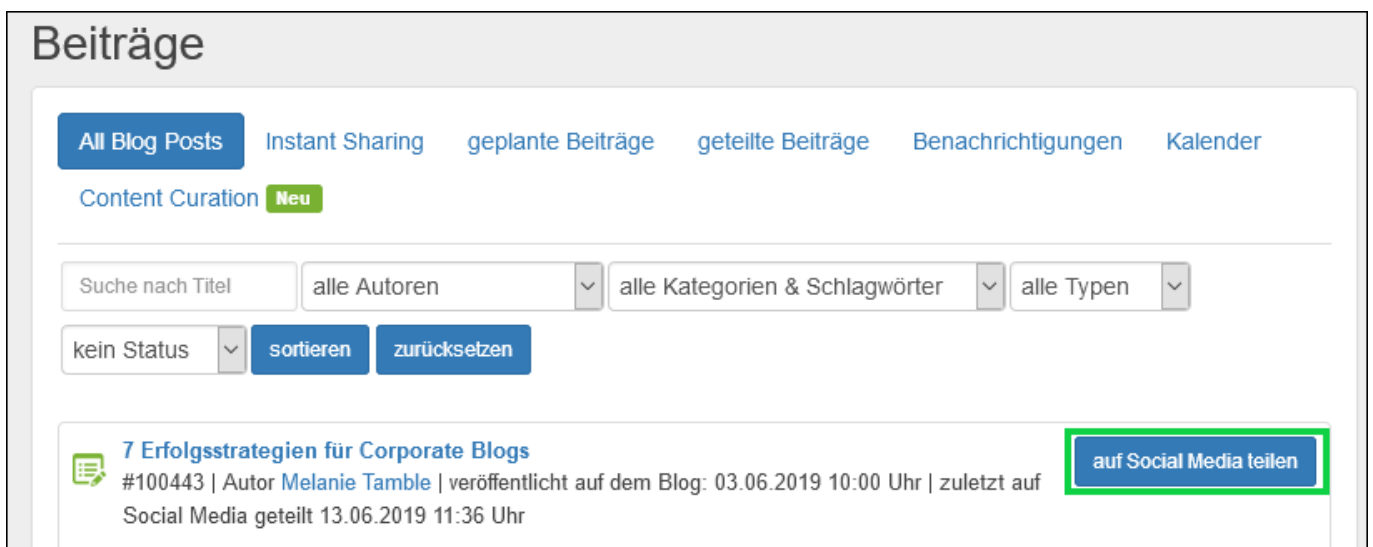 Beiträge
All Blog Posts Instant Sharing geplante Beiträge geteilte Beiträge Benachrichtigungen Kalender
Content Curation Neu
Suche nach Titel alle Autoren alle Kategorien & Schlagwörter alle Typen
kein Status sortieren zurücksetzen
7 Erfolgsstrategien für Corporate Blogs auf Social Media teilen
#100443 | Autor Melanie Tamble | veröffentlicht auf dem Blog: 03.06.2019 10:00 Uhr | zuletzt auf
Social Media geteilt 13.06.2019 11:36 Uhr